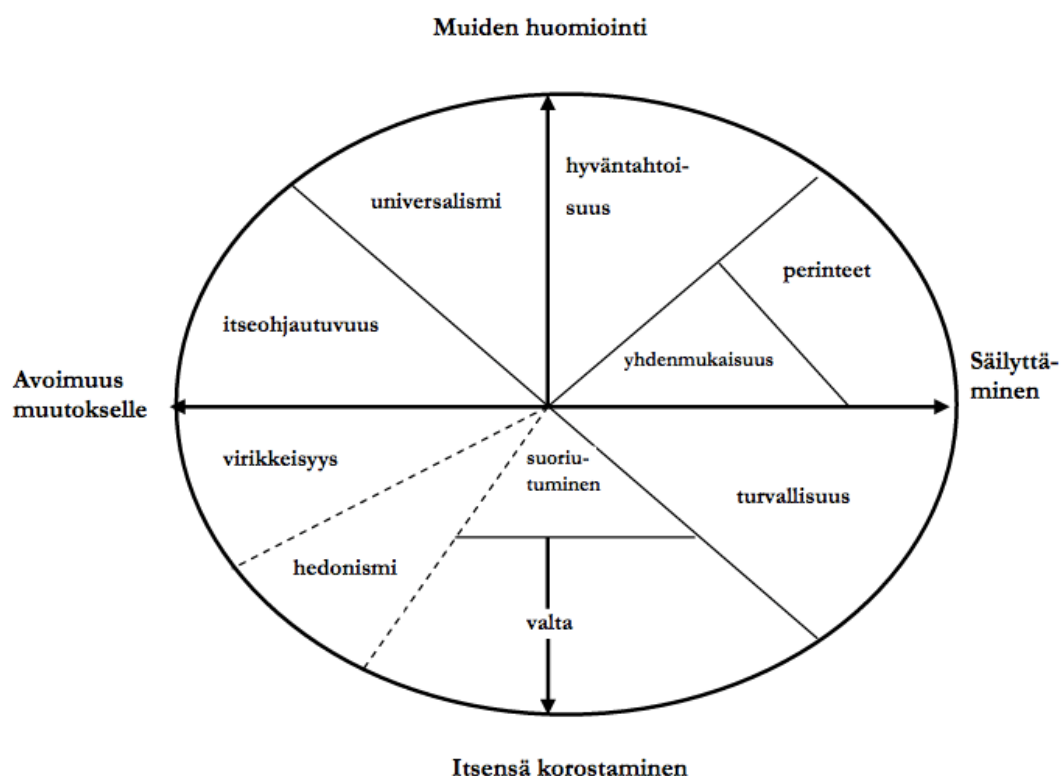 Muiden huomiointi
hyväntahtoi-
suus
universalismi
perinteet
itseohjautuvuus
yhdenmukaisuus
Avoimuus
muutokselle
Säilyttä-
minen
virikkeisyys
suoriu-
tuminen
turvallisuus
hedonismi
valta
Itsensä korostaminen